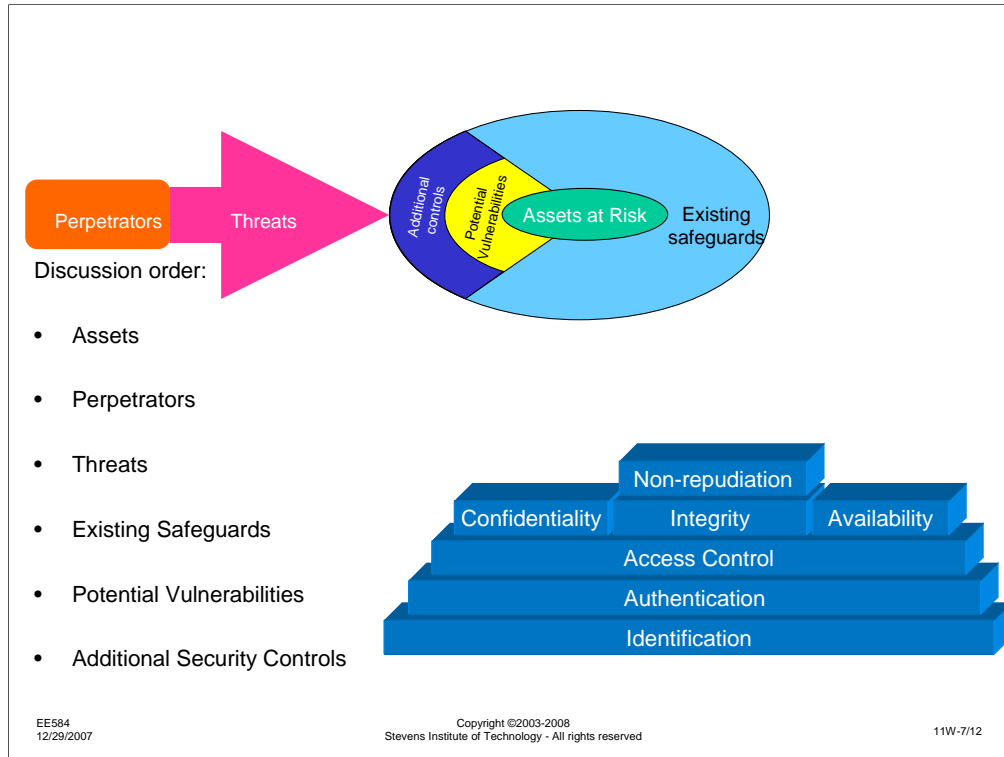 Perpetrators
Threats
Additional
controls
Potential
Vulnerabilities
Assets at Risk
Existing
safeguards
Discussion order:
• Assets
• Perpetrators
• Threats
• Existing Safeguards
• Potential Vulnerabilities
• Additional Security Controls
Non-repudiation
Confidentiality
Integrity
Availability
Access Control
Authentication
Identification
EE584
12/29/2007
Copyright ©2003-2008
Stevens Institute of Technology - All rights reserved
11W-7/12